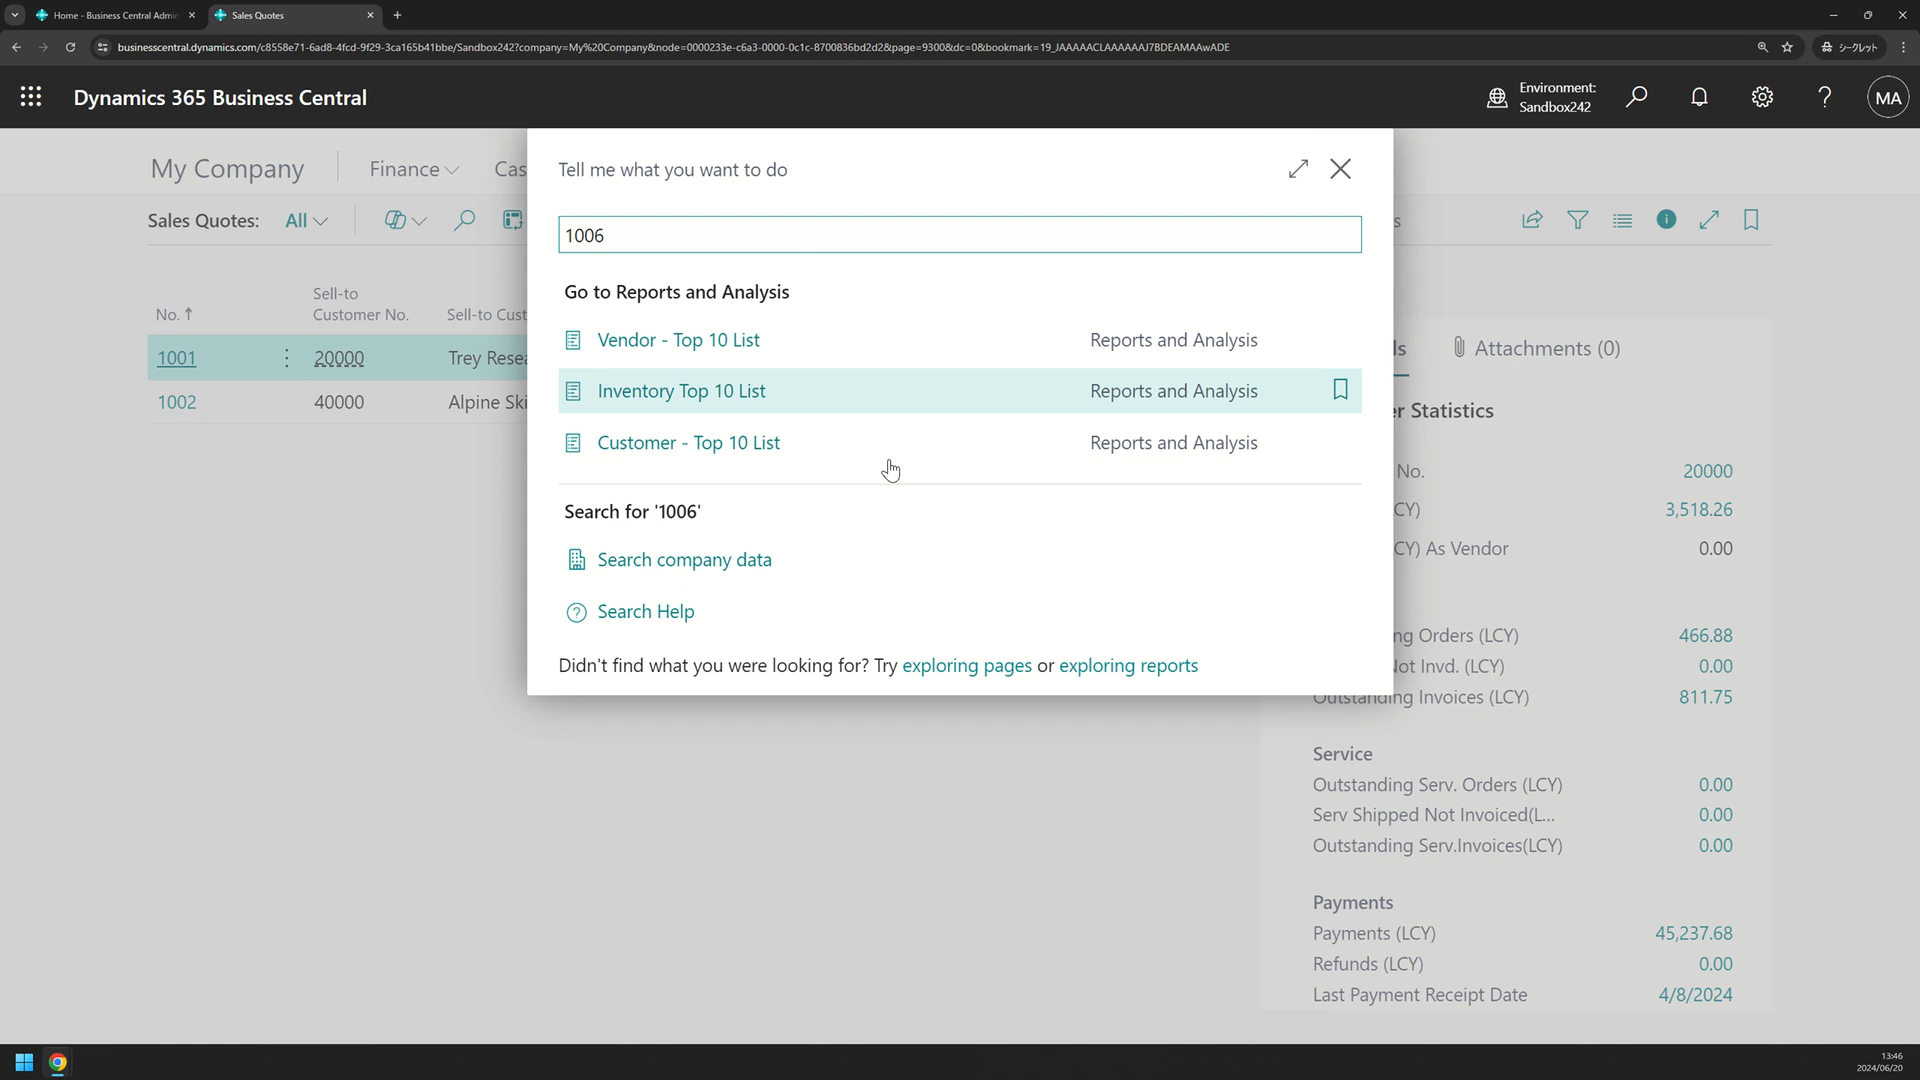 Home - Business Central Admin
Sales Quotes
businesscentral.dynamics.com/c8558e71-6ad8-4fcd-9f29-3ca165b41bbe/Sandbox242?company=My%20Company&node=0000233e-c6a3-0000-0c1c-8700836bd2d2&page=9300&dc=0&bookmark=19_JAAAAACLAAAAAAJ7BDEAMAAwADE
シークレット
Dynamics 365 Business Central
Environment:
Sandbox242
MA
My Company
Finance
Cas
Tell me what you want to do
Sales Quotes:
All
1006
Go to Reports and Analysis
Vendor - Top 10 List
Reports and Analysis
Inventory Top 10 List
Reports and Analysis
Customer - Top 10 List
Reports and Analysis
Search for '1006'
Search company data
Search Help
Didn't find what you were looking for? Try exploring pages or exploring reports
No.
Sell-to
Customer No.
Sell-to Cust
1001
20000
Trey Resea
1002
40000
Alpine Ski
ls
Attachments (0)
er Statistics
No.
20000
CY)
3,518.26
CY) As Vendor
0.00
ng Orders (LCY)
466.88
Not Invd. (LCY)
0.00
Outstanding Invoices (LCY)
811.75
Service
Outstanding Serv. Orders (LCY)
0.00
Serv Shipped Not Invoiced(L...
0.00
Outstanding Serv.Invoices(LCY)
0.00
Payments
Payments (LCY)
45,237.68
Refunds (LCY)
0.00
Last Payment Receipt Date
4/8/2024
13:46
2024/06/20